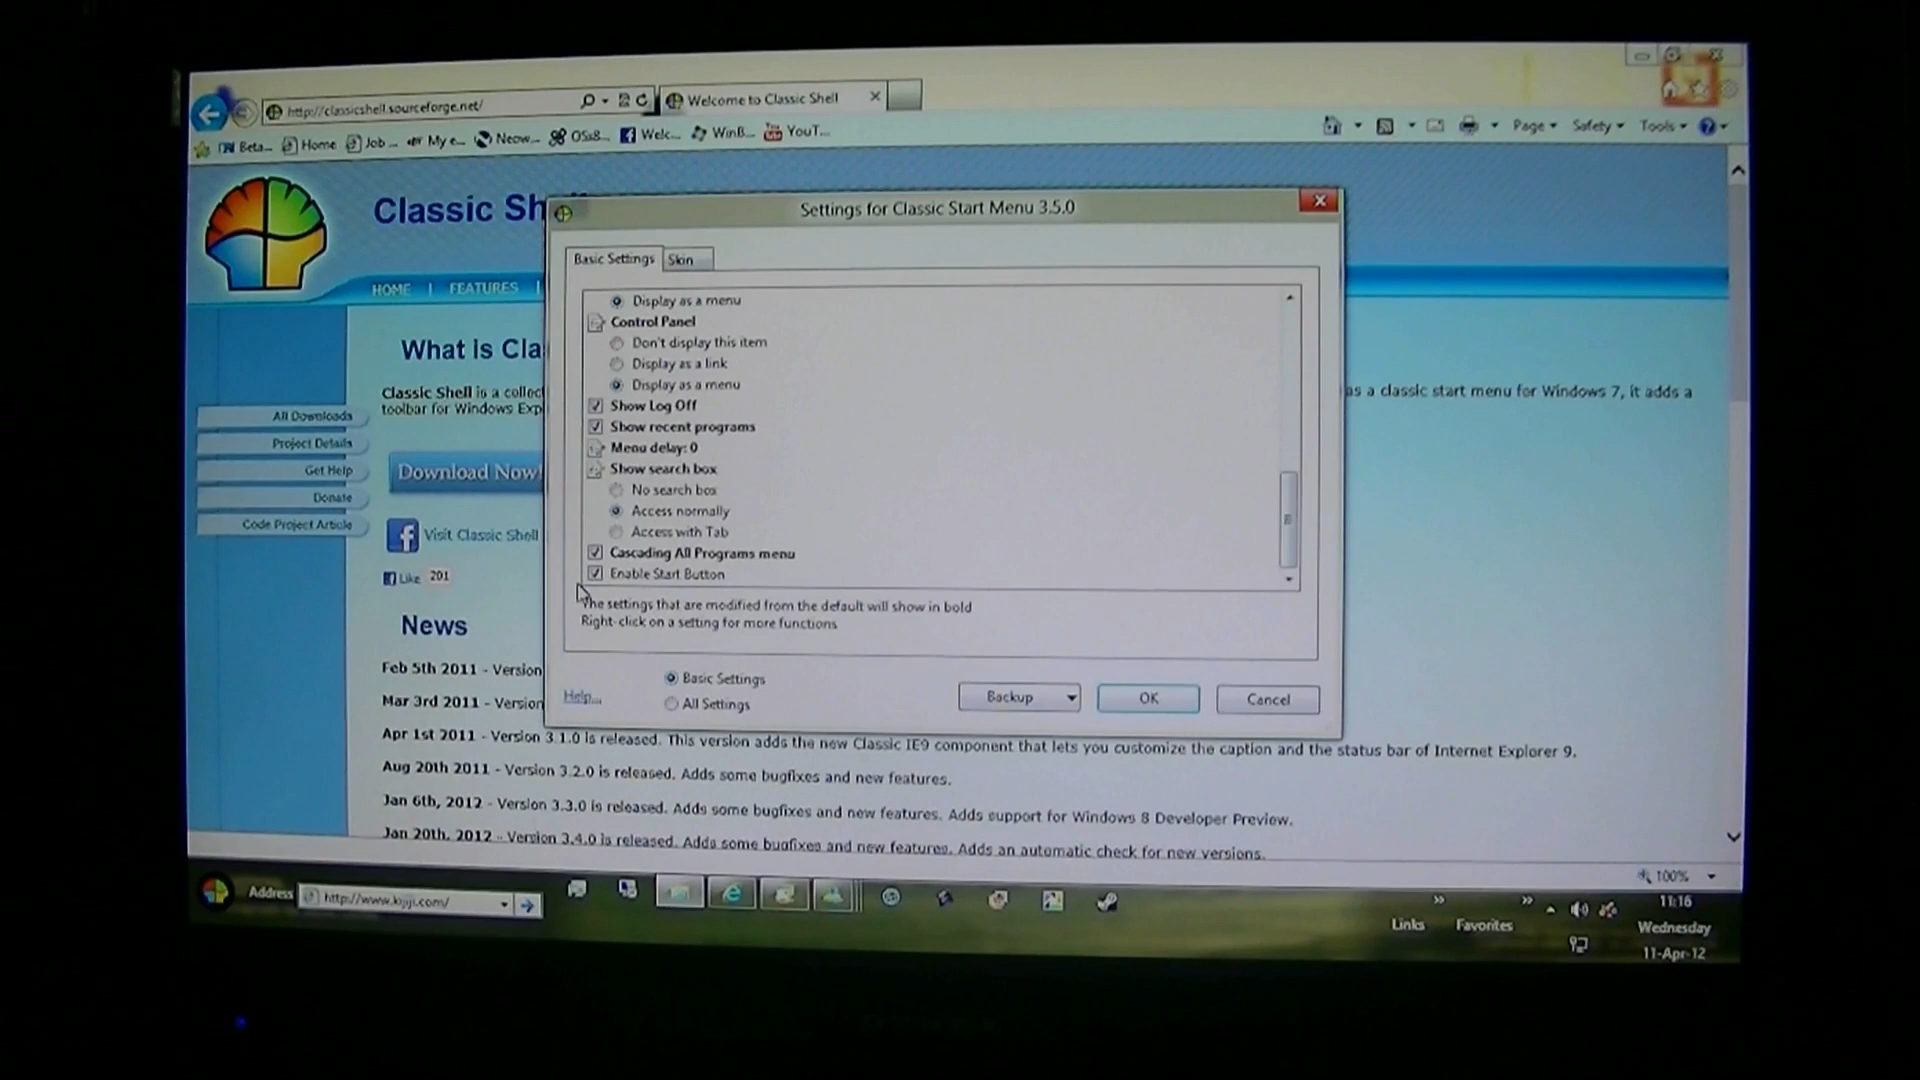 http://classicshell.sourceforge.net/
Welcome to Classic Shell
Beta...
Home
Job ...
My e...
Neow...
OSx8...
Welc...
WinB...
YouT...
Page
Safety
Tools
Classic Sh
HOME | FEATURES |
What is Cla
Classic Shell is a collect
as a classic start menu for Windows 7, it adds a
toolbar for Windows Exp
All Downloads
Project Details
Get Help
Donate
Code Project Article
Download Now!
Visit Classic Shell
Like 201
News
Feb 5th 2011 - Version
Mar 3rd 2011 - Version
Apr 1st 2011 - Version 3.1.0 is released. This version adds the new Classic IE9 component that lets you customize the caption and the status bar of Internet Explorer 9.
Aug 20th 2011 - Version 3.2.0 is released. Adds some bugfixes and new features.
Jan 6th, 2012 - Version 3.3.0 is released. Adds some bugfixes and new features. Adds support for Windows 8 Developer Preview.
Jan 20th, 2012 - Version 3.4.0 is released. Adds some bugfixes and new features. Adds an automatic check for new versions.
Settings for Classic Start Menu 3.5.0
Basic Settings
Skin
Display as a menu
Control Panel
Don't display this item
Display as a link
Display as a menu
Show Log Off
Show recent programs
Menu delay: 0
Show search box
No search box
Access normally
Access with Tab
Cascading All Programs menu
Enable Start Button
The settings that are modified from the default will show in bold
Right-click on a setting for more functions
Help...
Basic Settings
All Settings
Backup
OK
Cancel
100%
Address
http://www.kijiji.com/
Links
Favorites
11:16
Wednesday
11-Apr-12